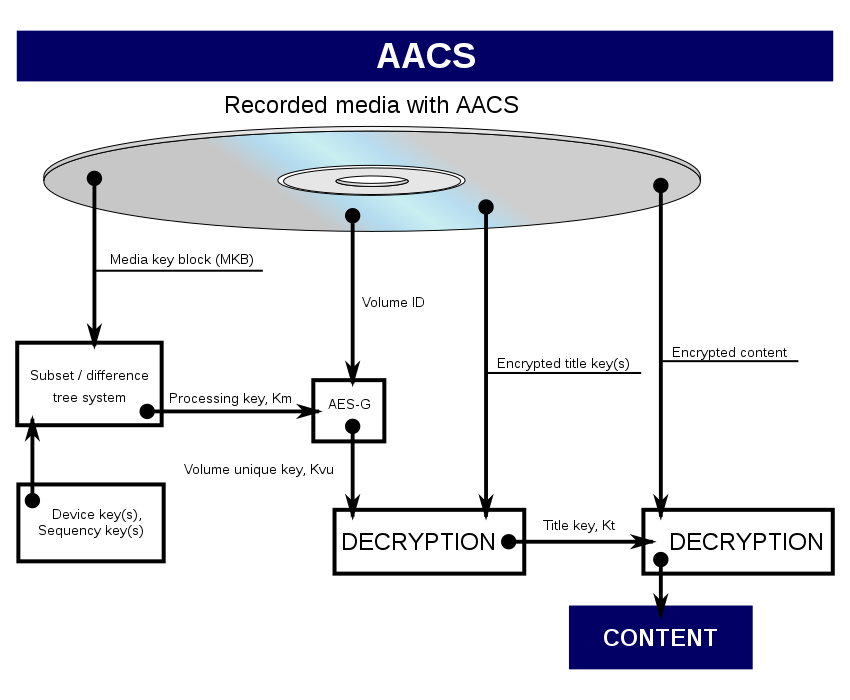 AACS
Recorded media with AACS
Media key block (MKB)
Volume ID
Encrypted title key(s)
Encrypted content
Subset / difference
tree system
Processing key, Km
AES-G
Volume unique key, Kvu
Device key(s),
Sequency key(s)
DECRYPTION
Title key, Kt
DECRYPTION
CONTENT